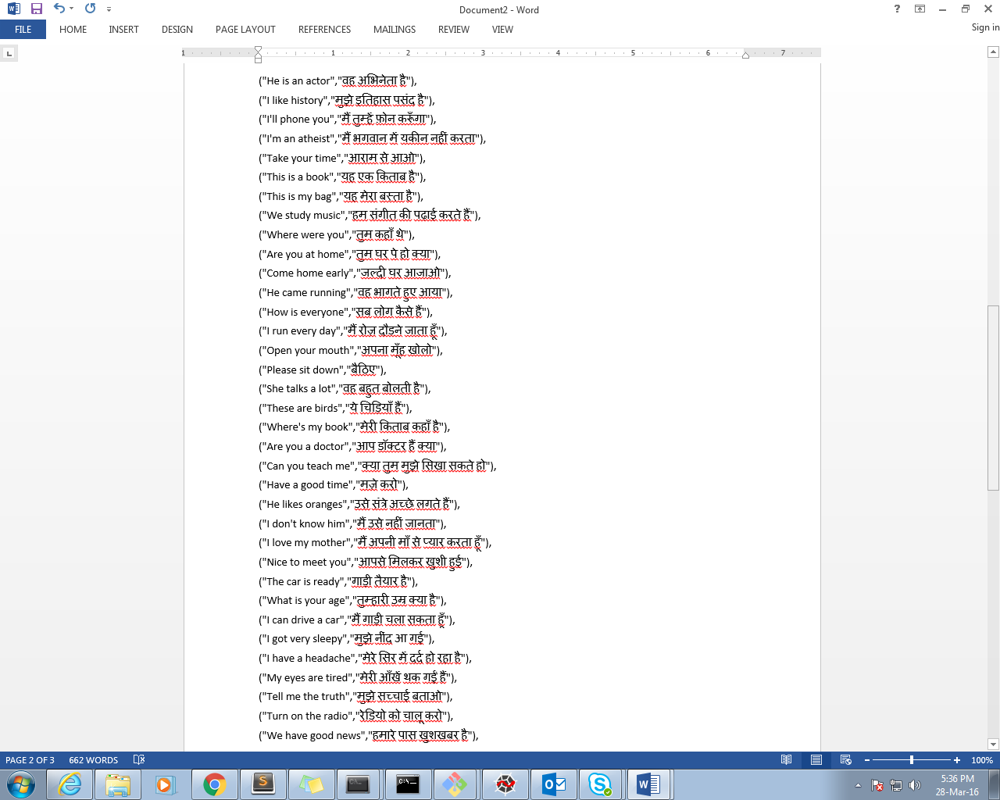 Document2 - Word
FILE HOME INSERT DESIGN PAGE LAYOUT REFERENCES MAILINGS REVIEW VIEW Sign in
1 1 2 3 4 5 6 7
("He is an actor","वह अभिनेता है"),
("I like history","मुझे इतिहास पसंद है"),
("I'll phone you","मैं तुम्हें फ़ोन करूँगा"),
("I'm an atheist","मैं भगवान में यकीन नहीं करता"),
("Take your time","आराम से आओ"),
("This is a book","यह एक किताब है"),
("This is my bag","यह मेरा बस्ता है"),
("We study music","हम संगीत की पढ़ाई करते हैं"),
("Where were you","तुम कहाँ थे"),
("Are you at home","तुम घर पे हो क्या"),
("Come home early","जल्दी घर आजाओ"),
("He came running","वह भागते हुए आया"),
("How is everyone","सब लोग कैसे हैं"),
("I run every day","मैं रोज़ दौडने जाता हूँ"),
("Open your mouth","अपना मूँह खोलो"),
("Please sit down","बैठिए"),
("She talks a lot","वह बहुत बोलती है"),
("These are birds","ये चिड़ियाँ हैं"),
("Where's my book","मेरी किताब कहाँ है"),
("Are you a doctor","आप डॉक्टर हैं क्या"),
("Can you teach me","क्या तुम मुझे सिखा सकते हो"),
("Have a good time","मज़े करो"),
("He likes oranges","उसे संत्रे अच्छे लगते हैं"),
("I don't know him","मैं उसे नहीं जानता"),
("I love my mother","मैं अपनी माँ से प्यार करता हूँ"),
("Nice to meet you","आपसे मिलकर खुशी हुई"),
("The car is ready","गाड़ी तैयार है"),
("What is your age","तुम्हारी उम्र क्या है"),
("I can drive a car","मैं गाड़ी चला सकता हूँ"),
("I got very sleepy","मुझे नींद आ गई"),
("I have a headache","मेरे सिर में दर्द हो रहा है"),
("My eyes are tired","मेरी आँखें थक गईं हैं"),
("Tell me the truth","मुझे सच्चाई बताओ"),
("Turn on the radio","रेडियो को चालू करो"),
("We have good news","हमारे पास खुशखबर है"),
PAGE 2 OF 3 662 WORDS 100%
5:36 PM
28-Mar-16